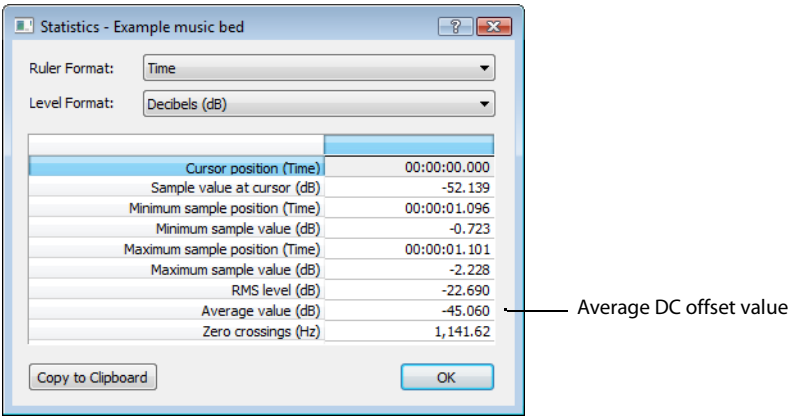 Statistics - Example music bed
Ruler Format: Time
Level Format: Decibels (dB)
Cursor position (Time) 00:00:00.000
Sample value at cursor (dB) -52.139
Minimum sample position (Time) 00:00:01.096
Minimum sample value (dB) -0.723
Maximum sample position (Time) 00:00:01.101
Maximum sample value (dB) -2.228
RMS level (dB) -22.690
Average value (dB) -45.060
Average DC offset value
Zero crossings (Hz) 1,141.62
Copy to Clipboard OK